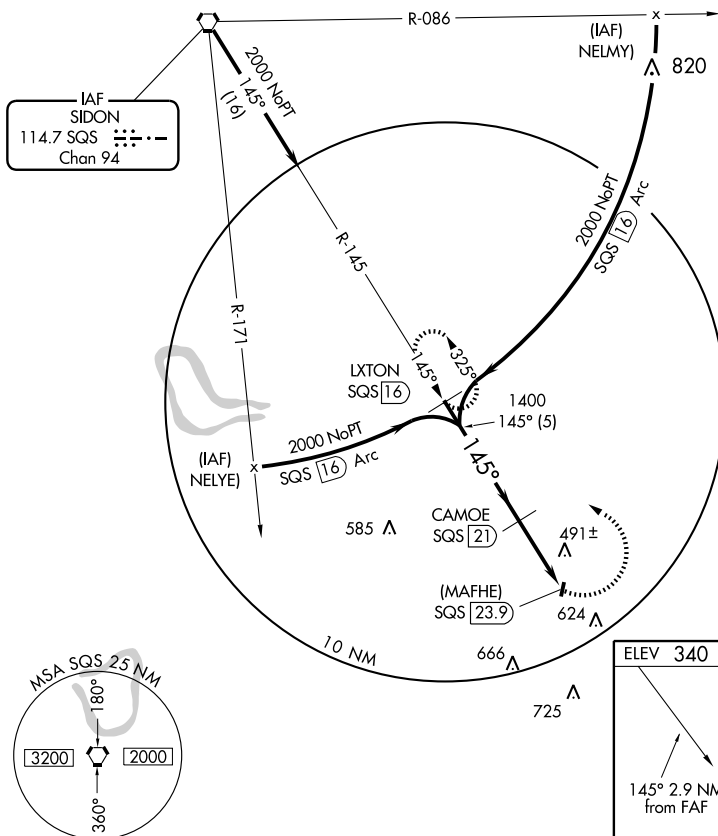 R-086
(IAF)
NELMY)
820
2000 NoPT
145°
(16)
IAF
SIDON
114.7 SQS
Chan 94
2000 NoPT
SQS 16 Arc
R-145
R-171
LXTON
SQS 16
145°
325°
1400
145° (5)
2000 NoPT
SQS 16 Arc
(IAF)
NELYE)
145°
CAMOE
SQS 21
585
491±
(MAFHE)
SQS 23.9
624
10 NM
666
725
MSA SQS 25 NM
180°
3200
2000
360°
ELEV 340
145° 2.9 NM
from FAF